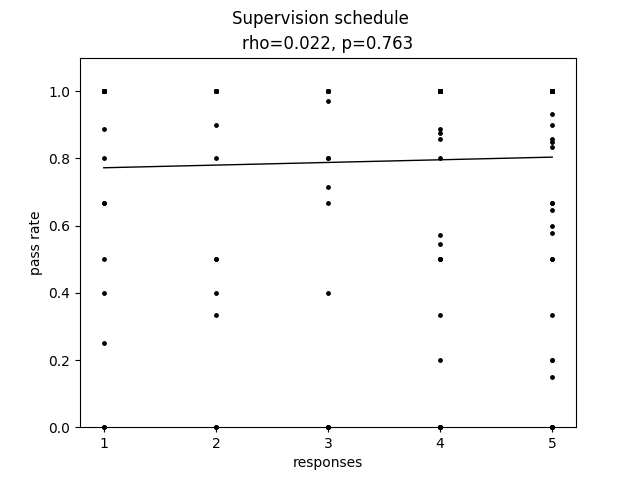 Supervision schedule
rho=0.022, p=0.763
pass rate
1.0
0.8
0.6
0.4
0.2
0.0
1 2 3 4 5
responses